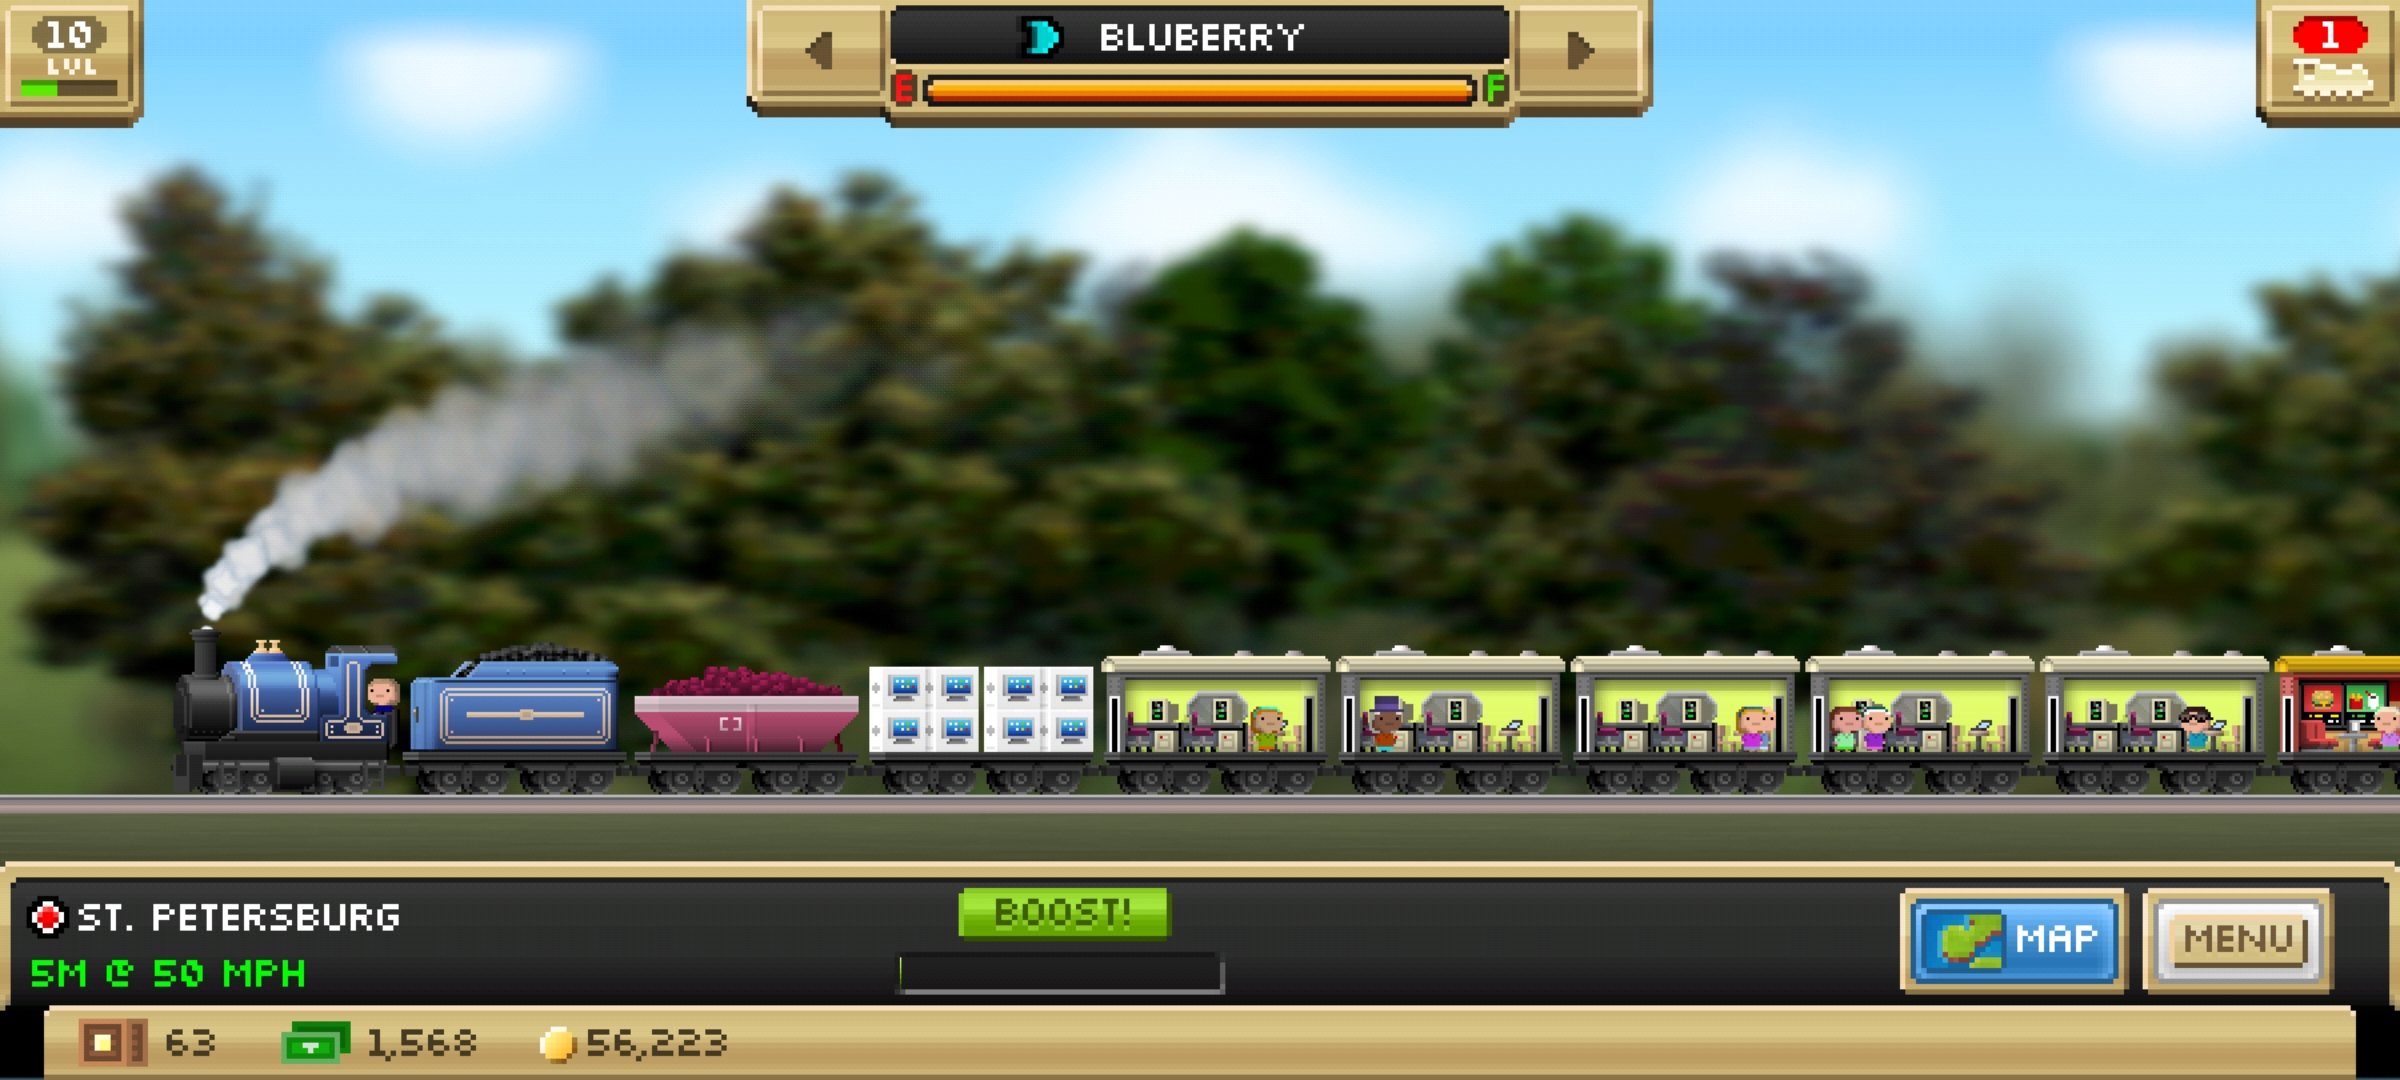 10
LVL
BLUBERRY
E
F
1
ST. PETERSBURG
5M @ 50 MPH
BOOST!
MAP
MENU
63
1,568
56,223